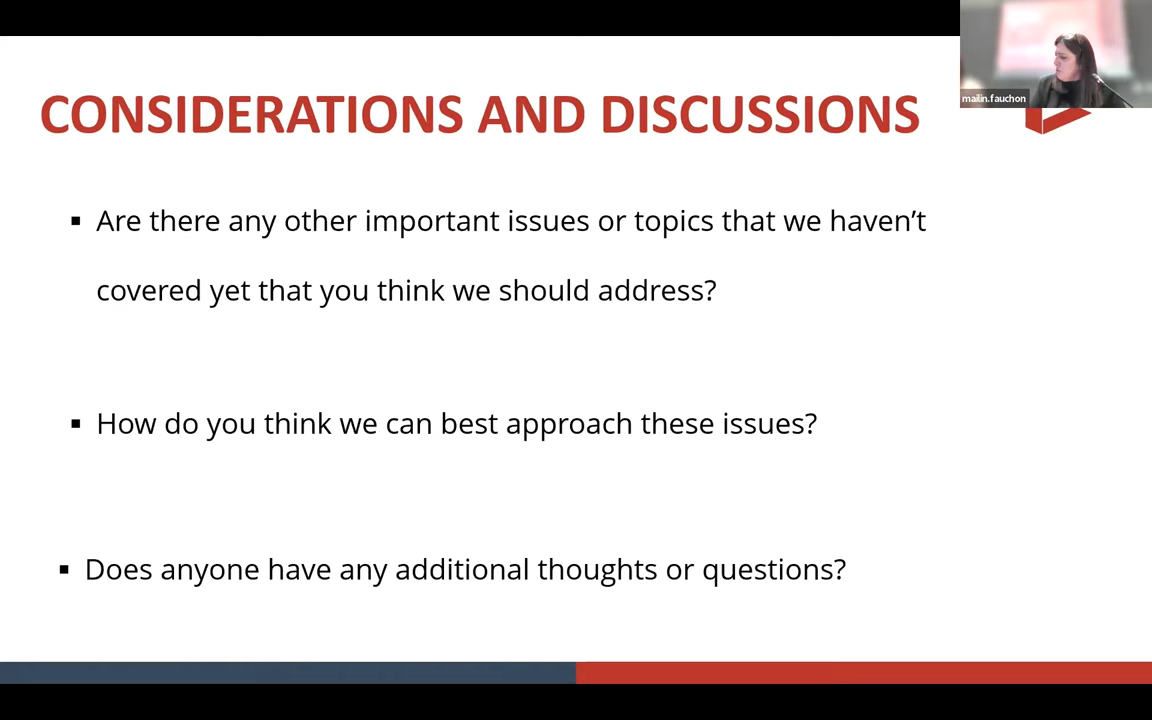 CONSIDERATIONS AND DISCUSSIONS
mailin.fauchon
▪ Are there any other important issues or topics that we haven’t
covered yet that you think we should address?
▪ How do you think we can best approach these issues?
▪ Does anyone have any additional thoughts or questions?